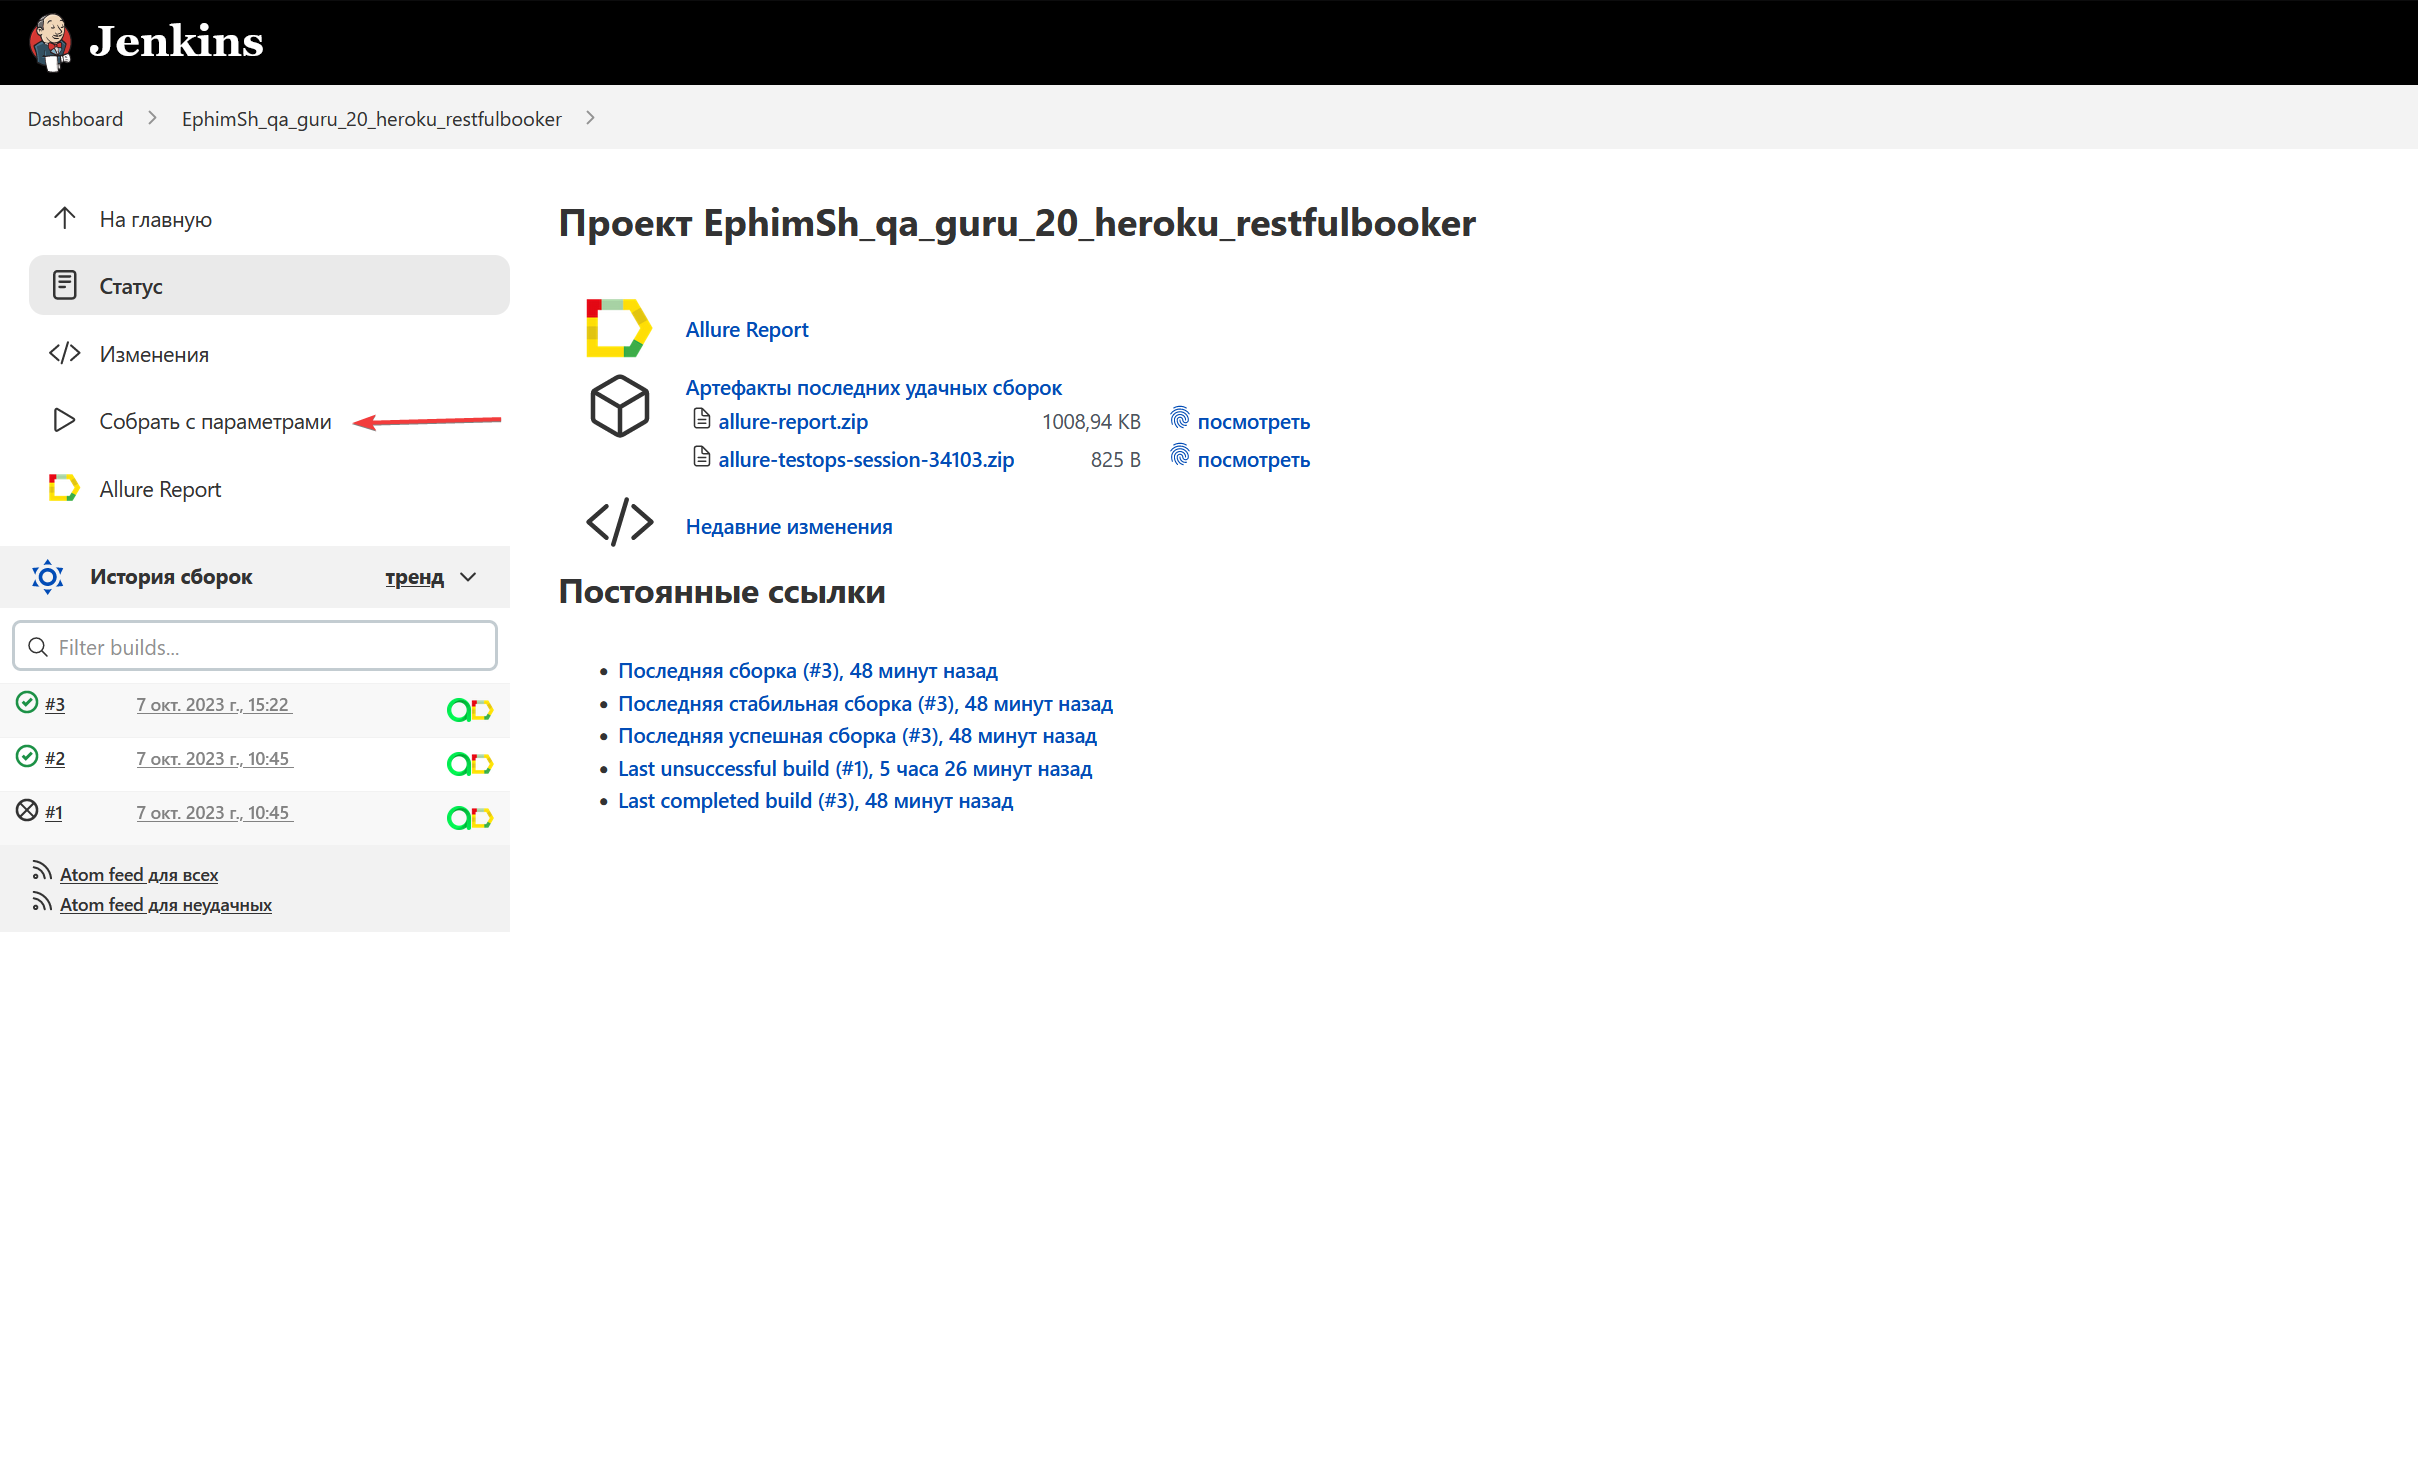 Jenkins
Dashboard EphimSh_qa_guru_20_heroku_restfulbooker
На главную
Статус
Изменения
Собрать с параметрами
Allure Report
История сборок тренд
Filter builds...
#3 7 окт. 2023 г., 15:22
#2 7 окт. 2023 г., 10:45
#1 7 окт. 2023 г., 10:45
Atom feed для всех
Atom feed для неудачных
Проект EphimSh_qa_guru_20_heroku_restfulbooker
Allure Report
Артефакты последних удачных сборок
allure-report.zip 1008,94 KB посмотреть
allure-testops-session-34103.zip 825 B посмотреть
Недавние изменения
Постоянные ссылки
Последняя сборка (#3), 48 минут назад
Последняя стабильная сборка (#3), 48 минут назад
Последняя успешная сборка (#3), 48 минут назад
Last unsuccessful build (#1), 5 часа 26 минут назад
Last completed build (#3), 48 минут назад